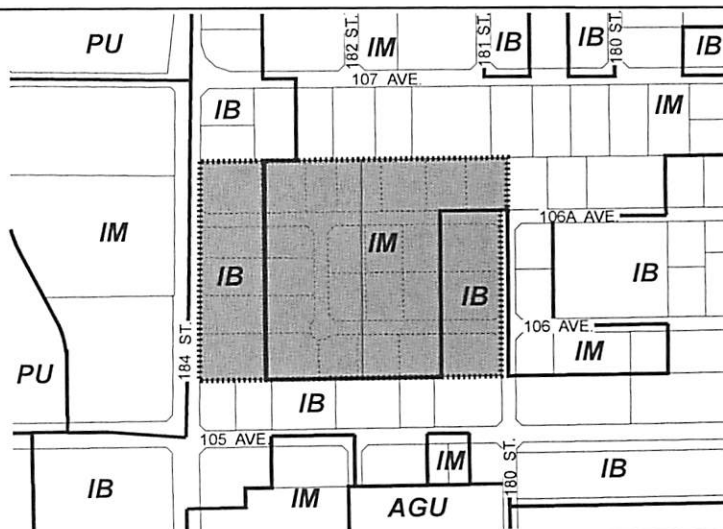 PU
182 ST.
IM
181 ST.
IB
IB
180 ST.
IB
107 AVE.
IB
IM
IM
IM
106A AVE.
IB
IB
IB
184 ST.
106 AVE.
IM
PU
IB
105 AVE.
IB
IM
IM
AGU
180 ST.
IB